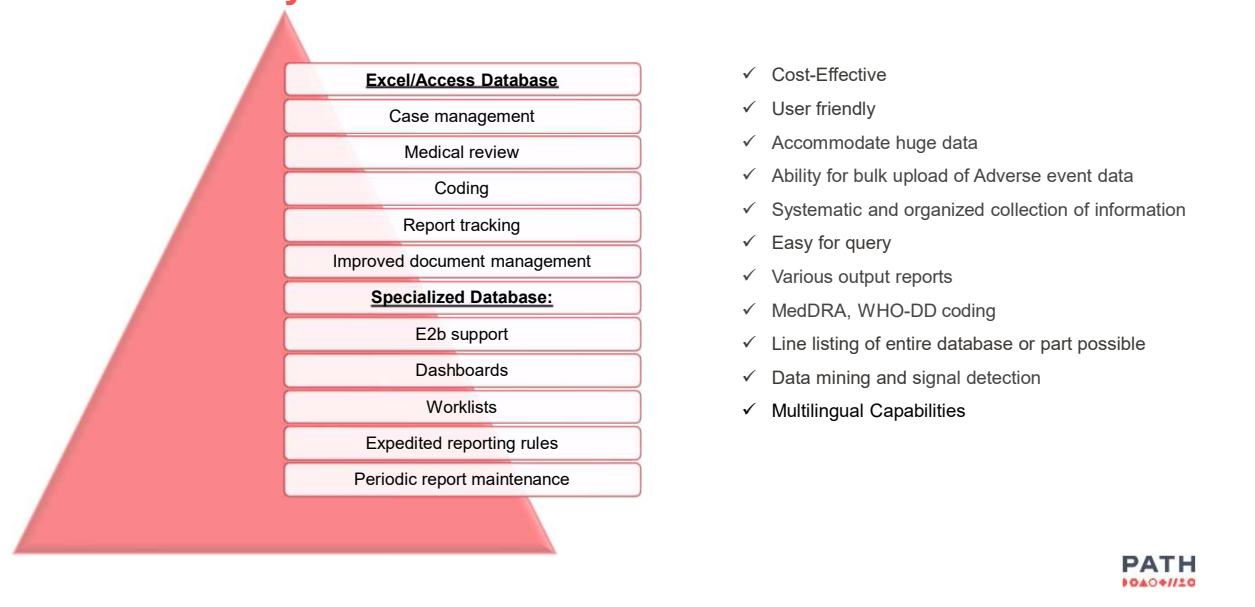 Excel/Access Database
Case management
Medical review
Coding
Report tracking
Improved document management
Specialized Database:
E2b support
Dashboards
Worklists
Expedited reporting rules
Periodic report maintenance
✓ Cost-Effective
✓ User friendly
✓ Accommodate huge data
✓ Ability for bulk upload of Adverse event data
✓ Systematic and organized collection of information
✓ Easy for query
✓ Various output reports
✓ MedDRA, WHO-DD coding
✓ Line listing of entire database or part possible
✓ Data mining and signal detection
✓ Multilingual Capabilities
PATH